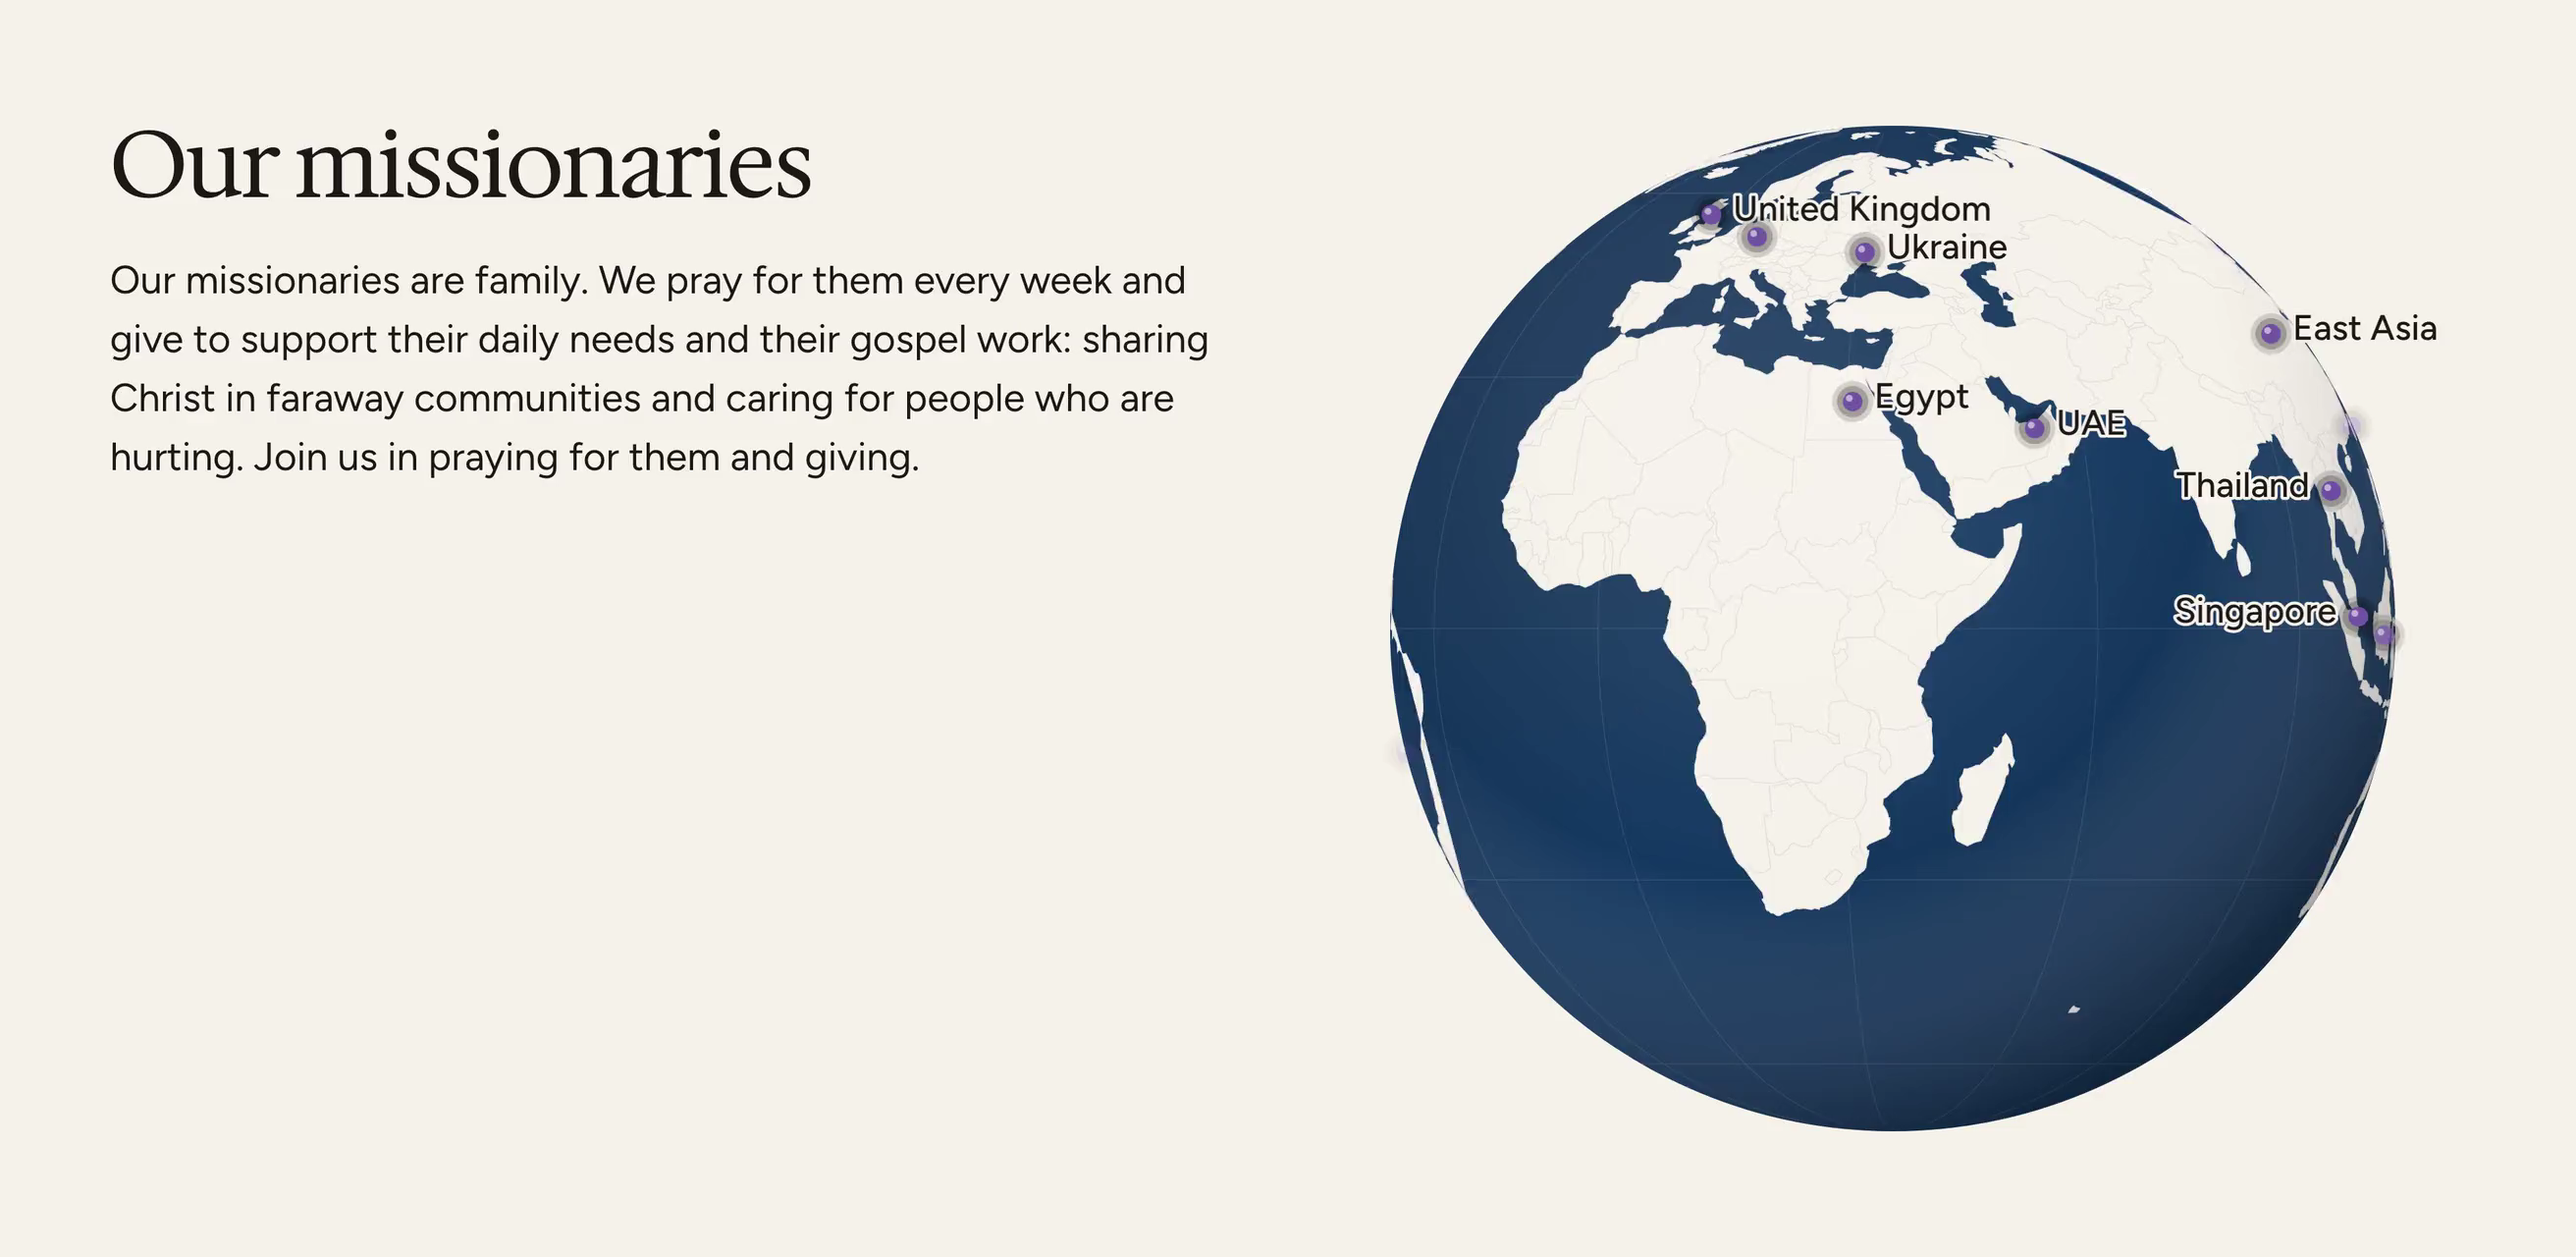 Our missionaries
Our missionaries are family. We pray for them every week and
give to support their daily needs and their gospel work: sharing
Christ in faraway communities and caring for people who are
hurting. Join us in praying for them and giving.
United Kingdom
Ukraine
East Asia
Egypt
UAE
Thailand
Singapore